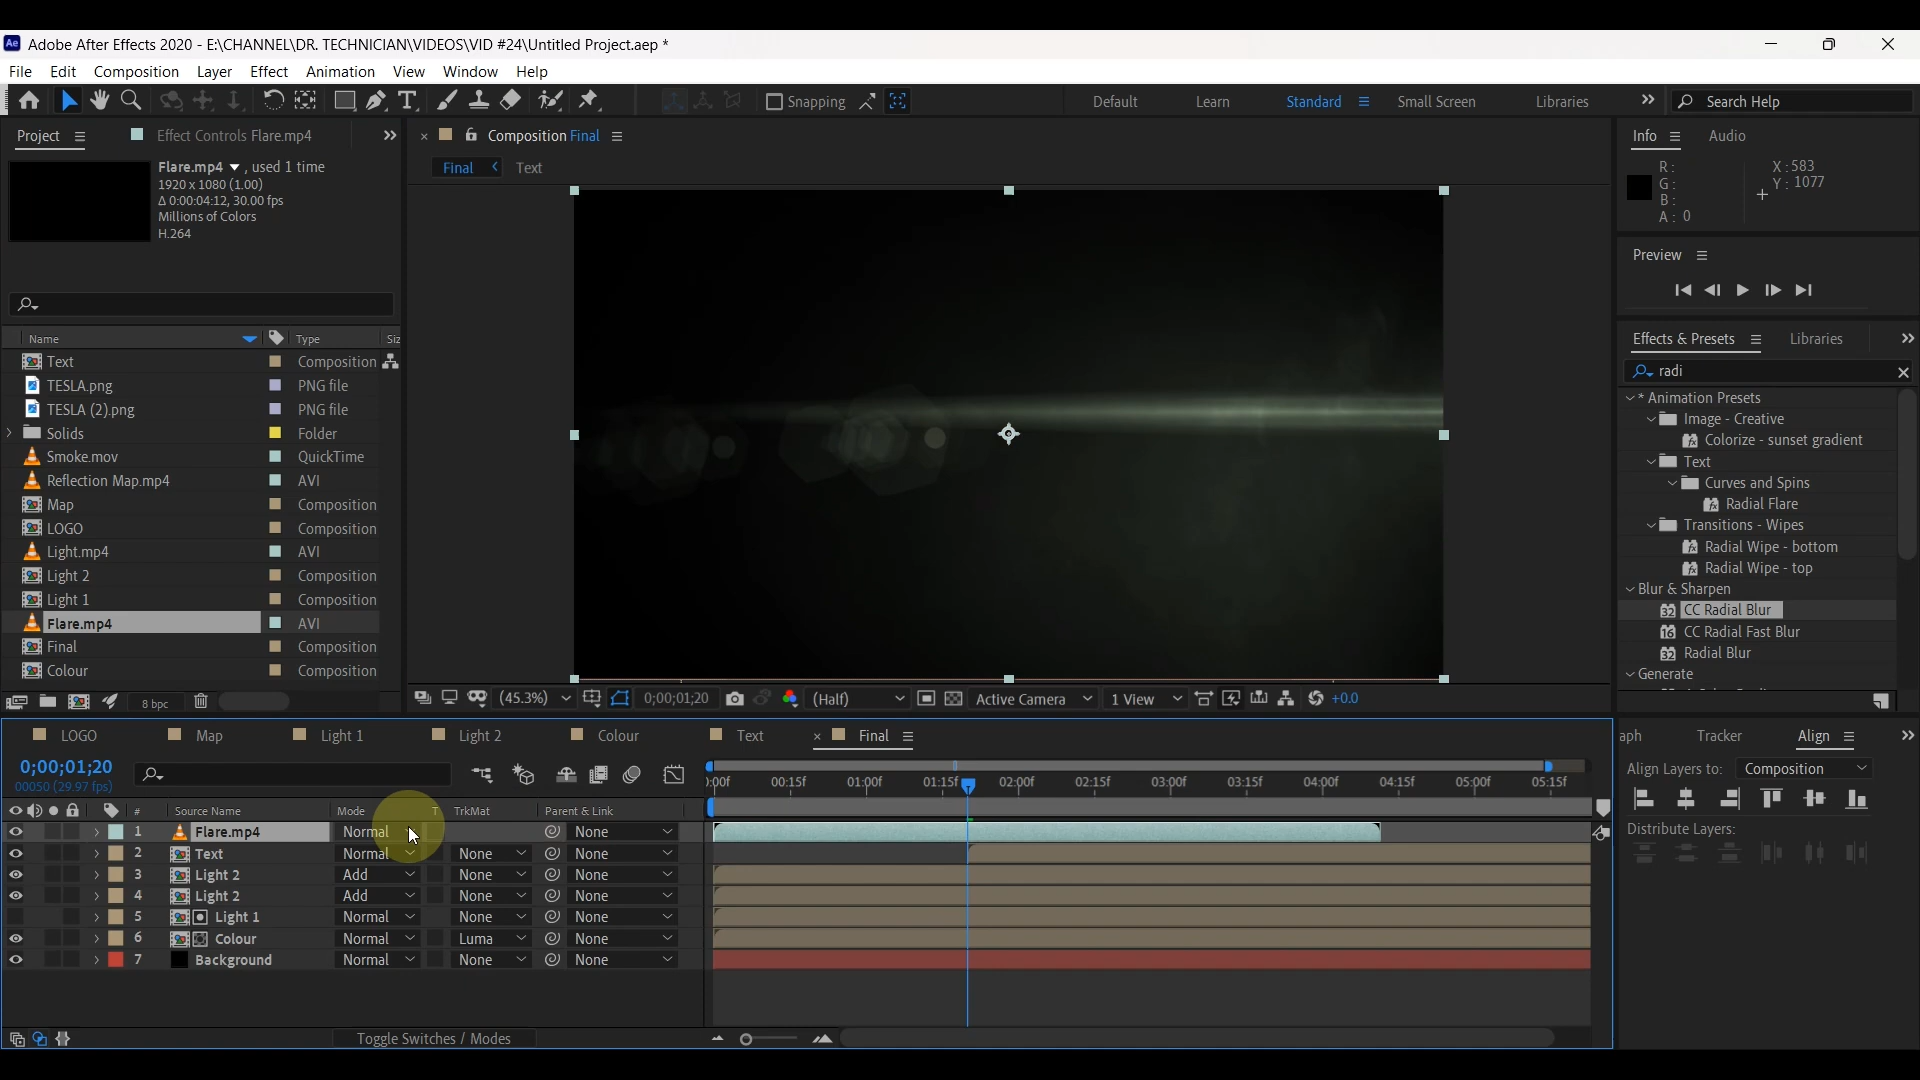 Adobe After Effects 2020 - E:\CHANNEL\DR. TECHNICIAN\VIDEOS\VID #24\Untitled Project.aep *
File Edit Composition Layer Effect Animation View Window Help
Snapping Default Learn Standard Small Screen Libraries Search Help
Project Effect Controls Flare.mp4
Composition Final
Info Audio
Flare.mp4 , used 1 time
1920 x 1080 (1.00)
Δ 0:00:04:12, 30.00 fps
Millions of Colors
H.264
Final Text
R:
G:
B:
A: 0
X : 583
Y : 1077
Preview
Effects & Presets Libraries
radi
Name Type
Text Composition
TESLA.png PNG file
TESLA (2).png PNG file
Solids Folder
Smoke.mov QuickTime
Reflection Map.mp4 AVI
Map Composition
LOGO Composition
Light.mp4 AVI
Light 2 Composition
Light 1 Composition
Flare.mp4 AVI
Final Composition
Colour Composition
8 bpc
* Animation Presets
Image - Creative
Colorize - sunset gradient
Text
Curves and Spins
Radial Flare
Transitions - Wipes
Radial Wipe - bottom
Radial Wipe - top
Blur & Sharpen
CC Radial Blur
CC Radial Fast Blur
Radial Blur
Generate
(45.3%) 0;00;01;20 (Half) Active Camera 1 View +0.0
LOGO Map Light 1 Light 2 Colour Text Final
0;00;01;20
00050 (29.97 fps)
00:15f 01:00f 01:15f 02:00f 02:15f 03:00f 03:15f 04:00f 04:15f 05:00f 05:15f
# Source Name Mode T TrkMat Parent & Link
1 Flare.mp4 Normal None
2 Text Normal None None
3 Light 2 Add None None
4 Light 2 Add None None
5 Light 1 Normal None None
6 Colour Normal Luma None
7 Background Normal None None
Toggle Switches / Modes
aph Tracker Align
Align Layers to: Composition
Distribute Layers: